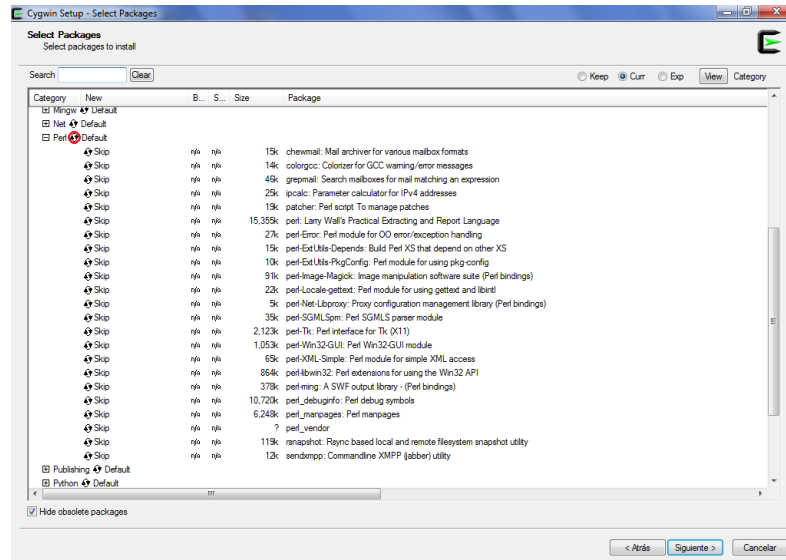 Cygwin Setup - Select Packages
Select Packages
Select packages to install
Search Clear Keep Curr Exp View Category
Category New B... S... Size Package
Mingw Default
Net Default
Perl Default
Skip n/a n/a 15k chewmail: Mail archiver for various mailbox formats
Skip n/a n/a 14k colorgcc: Colorizer for GCC warning/error messages
Skip n/a n/a 46k grepmail: Search mailboxes for mail matching an expression
Skip n/a n/a 25k ipcalc: Parameter calculator for IPv4 addresses
Skip n/a n/a 19k patcher: Perl script To manage patches
Skip n/a n/a 15,355k perl: Larry Wall's Practical Extracting and Report Language
Skip n/a n/a 27k perl-Error: Perl module for OO error/exception handling
Skip n/a n/a 15k perl-ExtUtils-Depends: Build Perl XS that depend on other XS
Skip n/a n/a 10k perl-ExtUtils-PkgConfig: Perl module for using pkg-config
Skip n/a n/a 91k perl-Image-Magick: Image manipulation software suite (Perl bindings)
Skip n/a n/a 22k perl-Locale-gettext: Perl module for using gettext and libintl
Skip n/a n/a 5k perl-Net-Libproxy: Proxy configuration management library (Perl bindings)
Skip n/a n/a 35k perl-SGMLSpm: Perl SGMLS parser module
Skip n/a n/a 2,123k perl-Tk: Perl interface for Tk (X11)
Skip n/a n/a 1,053k perl-Win32-GUI: Perl Win32-GUI module
Skip n/a n/a 65k perl-XML-Simple: Perl module for simple XML access
Skip n/a n/a 864k perl-libwin32: Perl extensions for using the Win32 API
Skip n/a n/a 378k perl-ming: A SWF output library - (Perl bindings)
Skip n/a n/a 10,720k perl_debuginfo: Perl debug symbols
Skip n/a n/a 6,248k perl_manpages: Perl manpages
Skip n/a n/a ? perl_vendor
Skip n/a n/a 119k rsnapshot: Rsync based local and remote filesystem snapshot utility
Skip n/a n/a 12k sendxmpp: Commandline XMPP (jabber) utility
Publishing Default
Python Default
Hide obsolete packages
< Atrás Siguiente > Cancelar